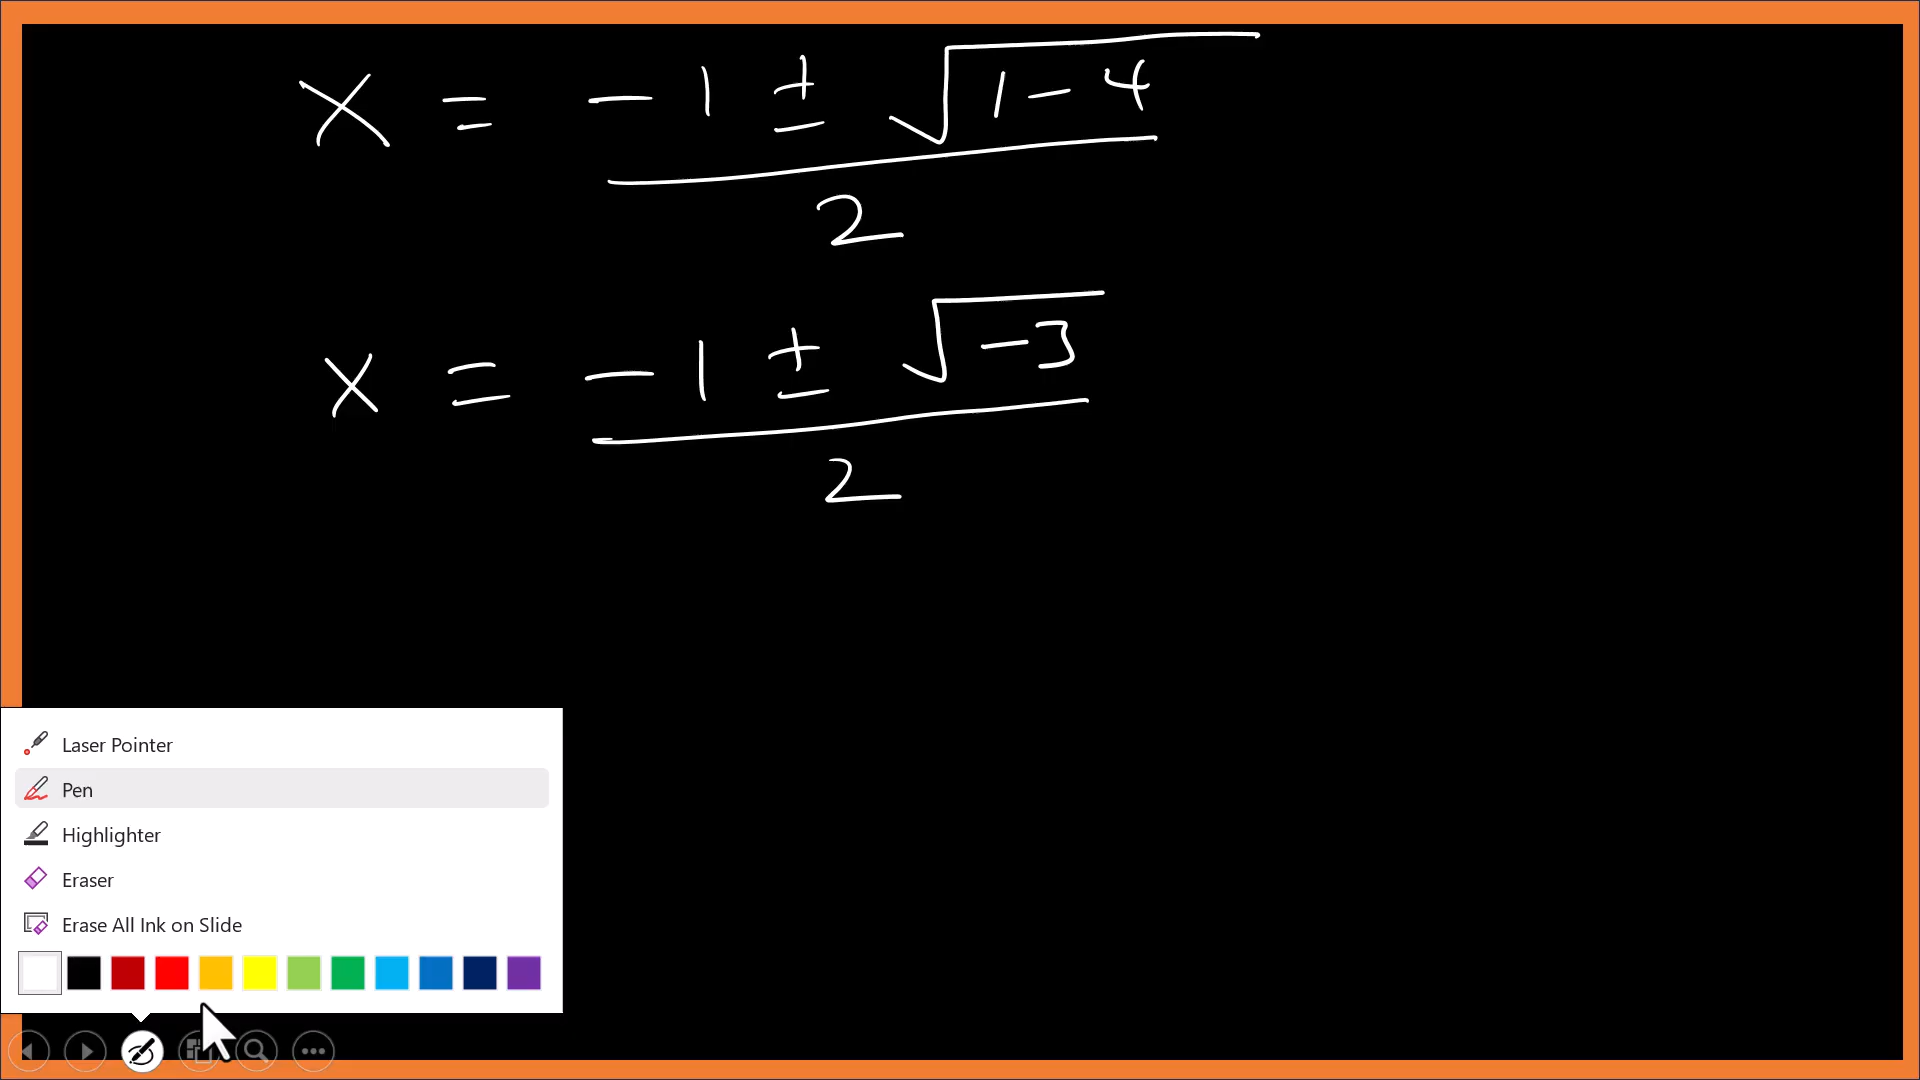 x = -1 ± √1-4
2
x = -1 ± √-3
2
Laser Pointer
Pen
Highlighter
Eraser
Erase All Ink on Slide